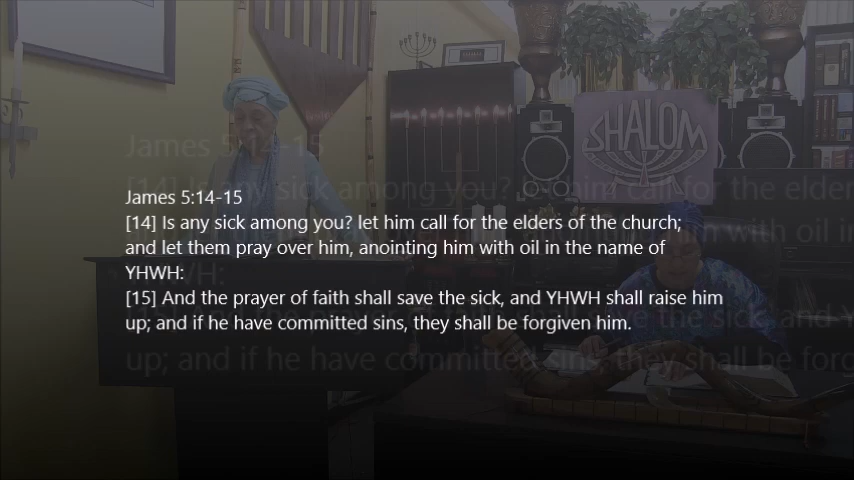 SHALOM
James 5:14-15
[14] Is any sick among you? let him call for the elders of the church;
and let them pray over him, anointing him with oil in the name of
YHWH:
[15] And the prayer of faith shall save the sick, and YHWH shall raise him
up; and if he have committed sins, they shall be forgiven him.